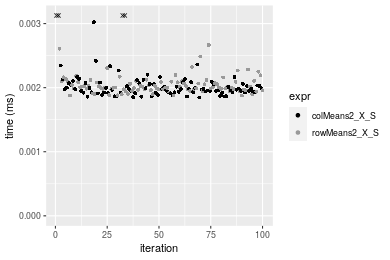 0.003
0.002
0.001
0.000
time (ms)
0
25
50
75
100
iteration
expr
colMeans2_X_S
rowMeans2_X_S